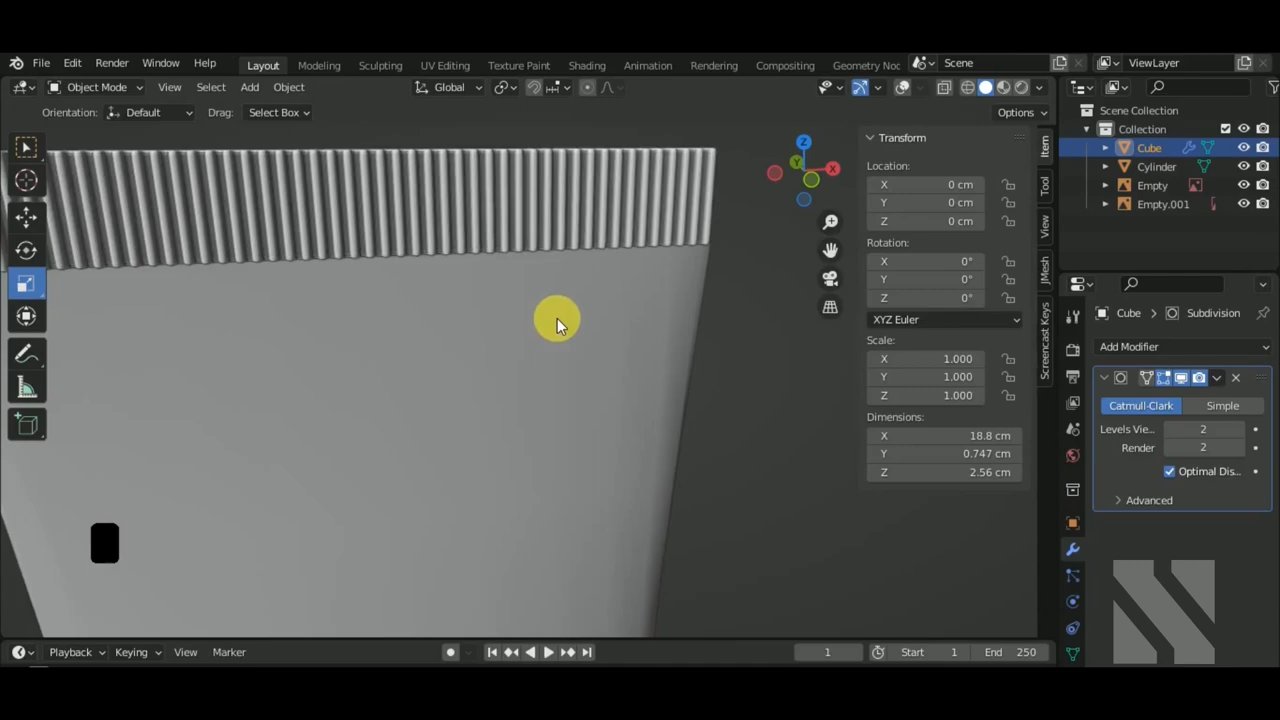 File Edit Render Window Help Layout Modeling Sculpting UV Editing Texture Paint Shading Animation Rendering Compositing Geometry Noc Scene ViewLayer
Object Mode View Select Add Object Global
Orientation: Default Drag: Select Box Options
Scene Collection
Collection
Cube
Cylinder
Empty
Empty.001
Z
Y
X
Transform
Location:
X 0 cm
Y 0 cm
Z 0 cm
Rotation:
X 0°
Y 0°
Z 0°
XYZ Euler
Scale:
X 1.000
Y 1.000
Z 1.000
Dimensions:
X 18.8 cm
Y 0.747 cm
Z 2.56 cm
Item
Tool
View
JMesh
Screencast Keys
Cube > Subdivision
Add Modifier
Catmull-Clark Simple
Levels Vie... 2
Render 2
Optimal Dis...
Advanced
Playback Keying View Marker 1 Start 1 End 250